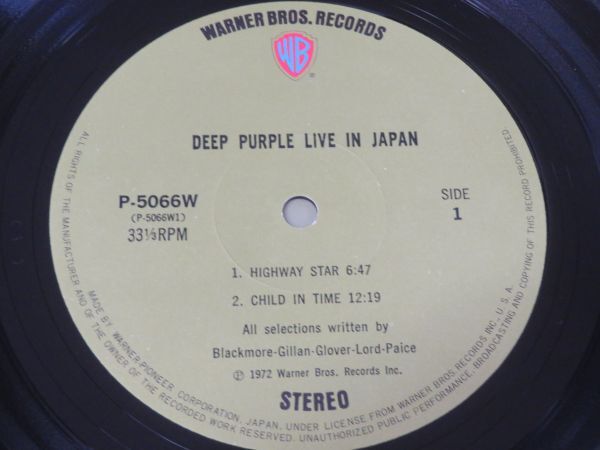 WARNER BROS. RECORDS
WB
®
DEEP PURPLE LIVE IN JAPAN
P-5066W
(P-5066W1)
33⅓RPM
SIDE
1
1. HIGHWAY STAR 6:47
2. CHILD IN TIME 12:19
All selections written by
Blackmore-Gillan-Glover-Lord-Paice
Ⓟ 1972 Warner Bros. Records Inc.
STEREO
MADE BY WARNER-PIONEER CORPORATION, JAPAN, UNDER LICENSE FROM WARNER BROS. RECORDS INC., U.S.A.
ALL RIGHTS OF THE MANUFACTURER AND OF THE OWNER OF THE RECORDED WORK RESERVED. UNAUTHORIZED PUBLIC PERFORMANCE, BROADCASTING AND COPYING OF THIS RECORD PROHIBITED